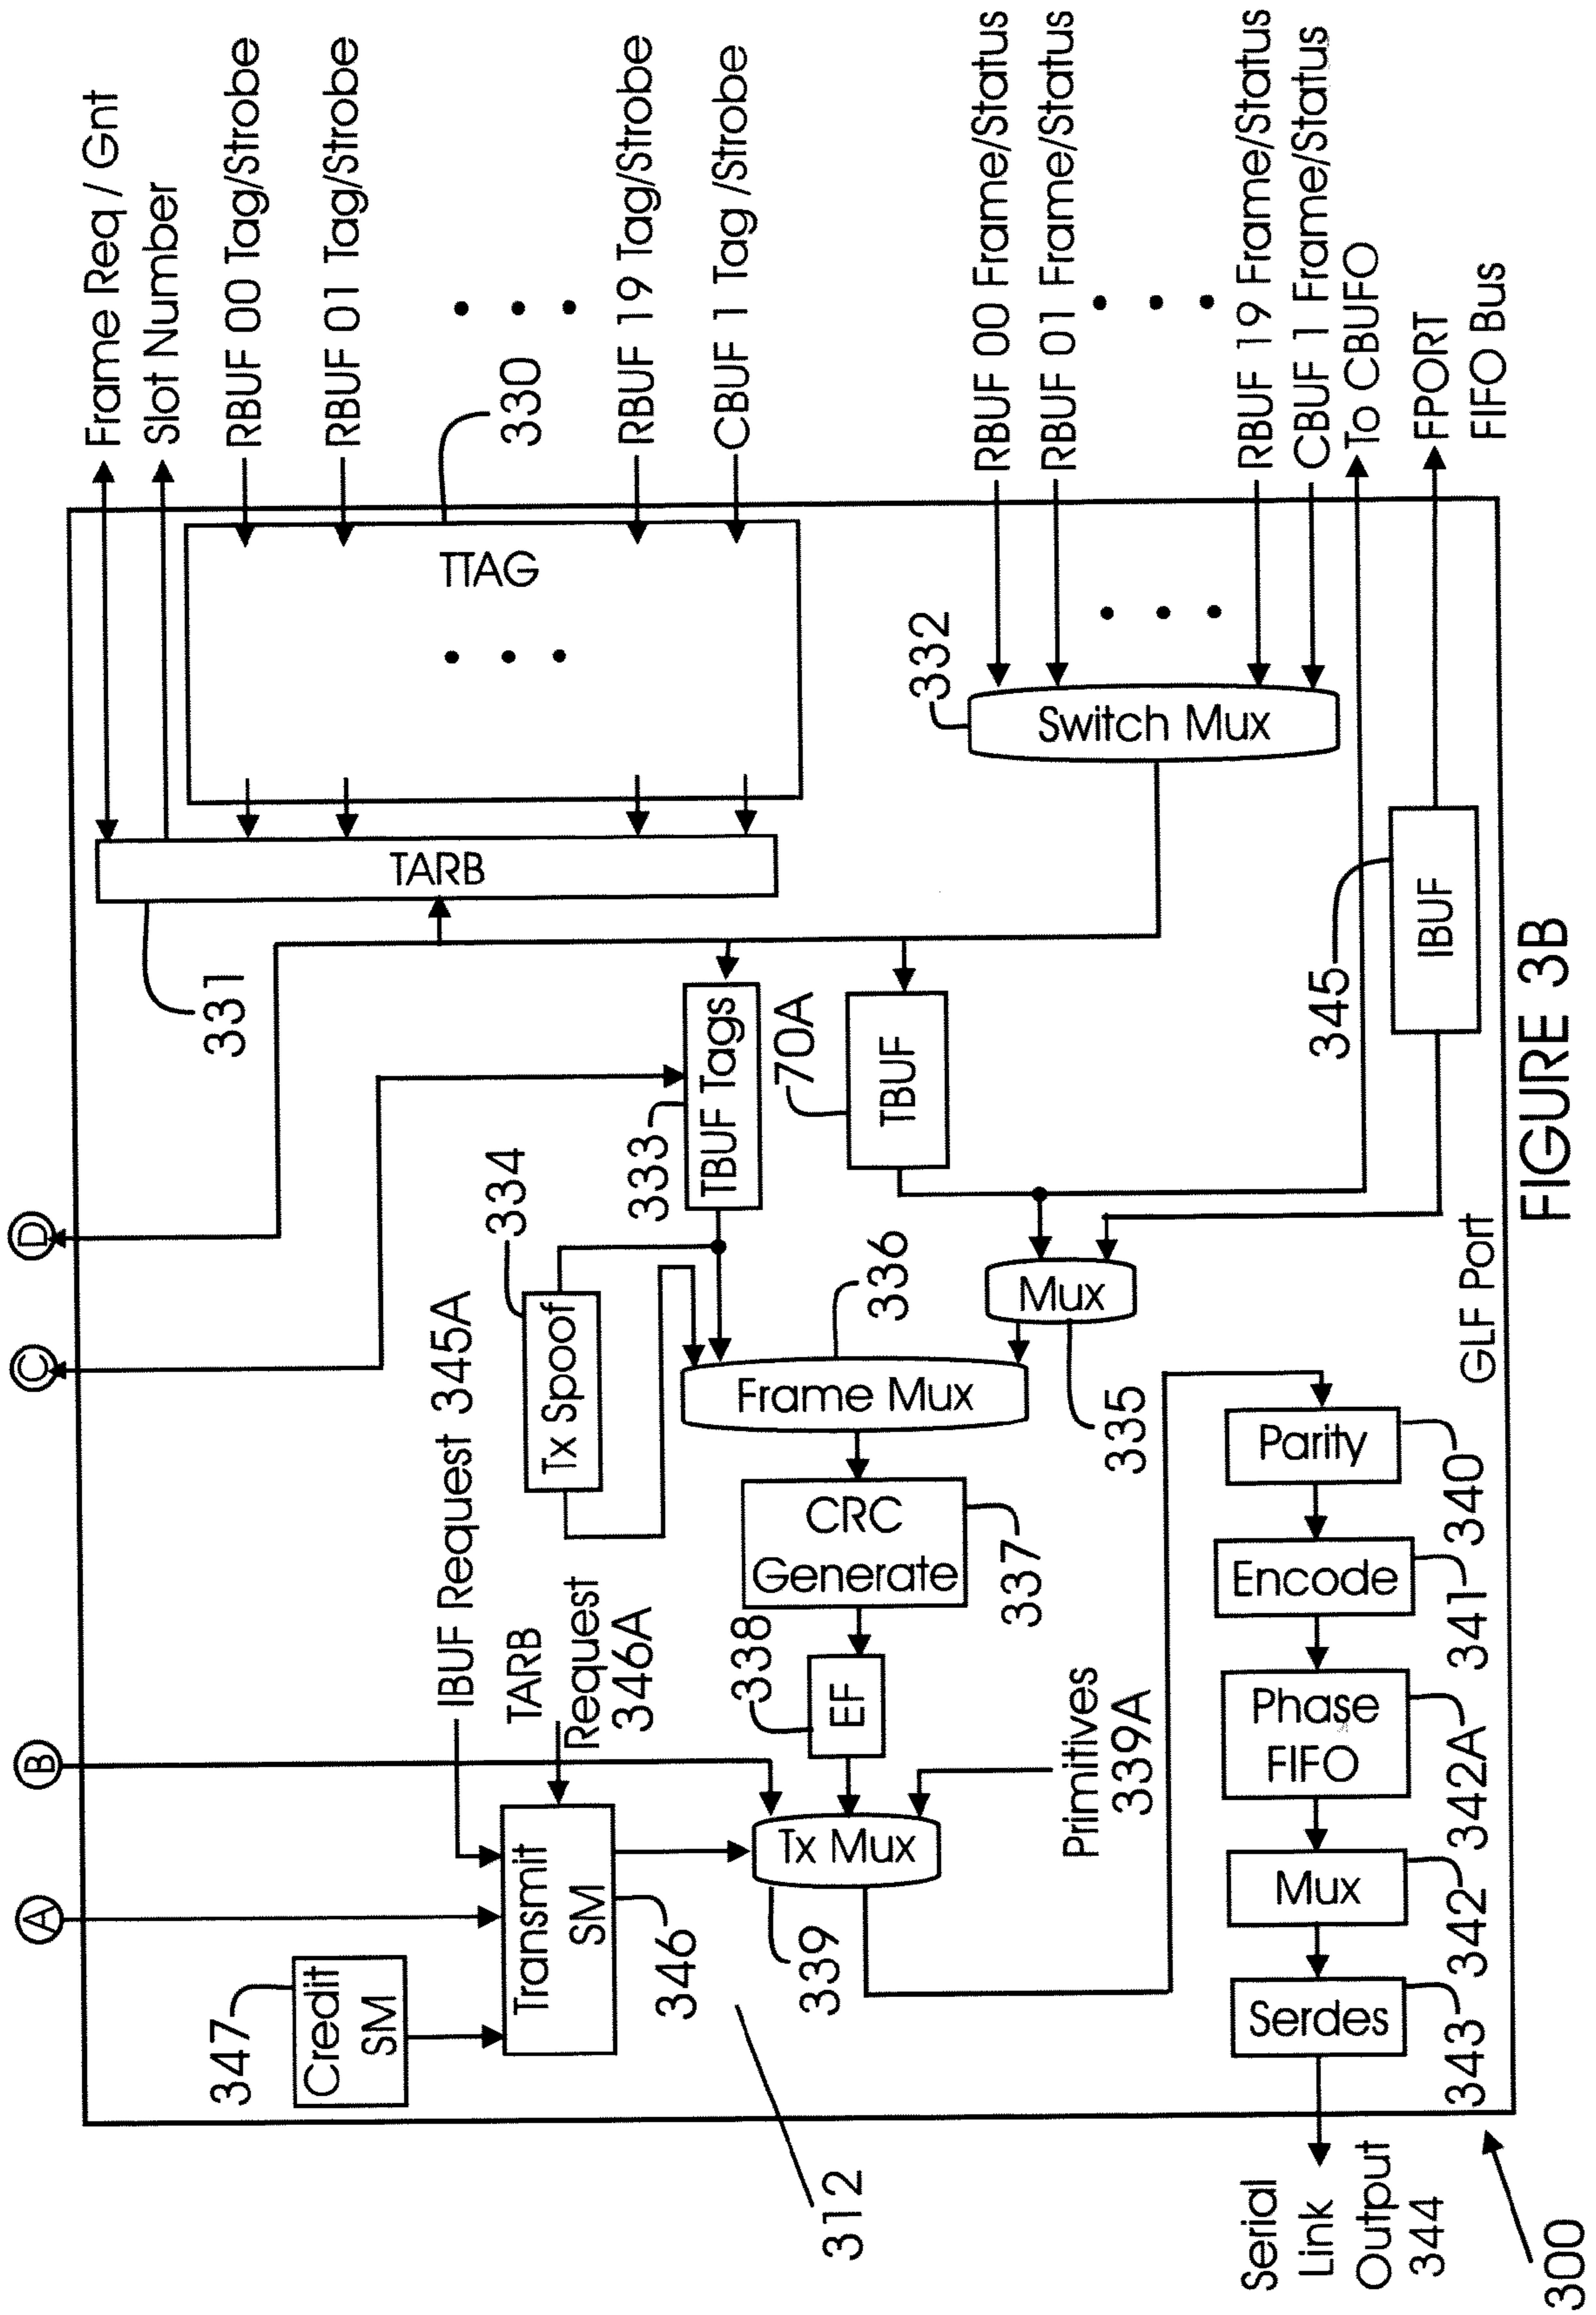 Frame Req / Gnt
Slot Number
RBUF 00 Tag/Strobe
RBUF 01 Tag/Strobe
330
RBUF 19 Tag/Strobe
CBUF 1 Tag /Strobe
RBUF 00 Frame/Status
RBUF 01 Frame/Status
RBUF 19 Frame/Status
CBUF 1 Frame/Status
To CBUFO
FPORT
FIFO Bus
TTAG
TARB
331
332
Switch Mux
345
IBUF
D
C
B
A
333
TBUF Tags
70A
TBUF
334
Tx Spoof
336
Frame Mux
Mux
335
IBUF Request 345A
TARB
Request
346A
CRC
Generate
337
338
EF
Primitives
339A
347
Credit
SM
Transmit
SM
346
Tx Mux
339
312
Parity
340
Encode
341
Phase
FIFO
342A
Mux
342
Serdes
343
Serial
Link
Output
344
300
GLF Port
FIGURE 3B